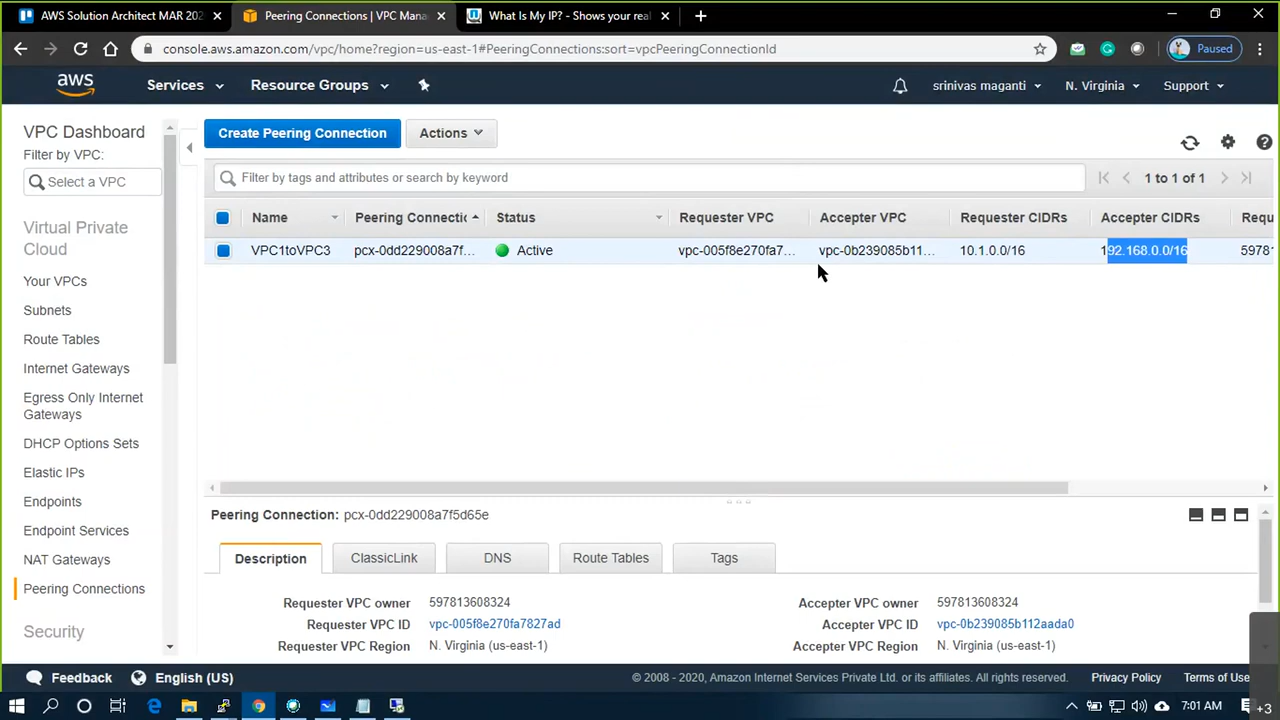 AWS Solution Architect MAR 202
Peering Connections | VPC Mana
What Is My IP? - Shows your real
console.aws.amazon.com/vpc/home?region=us-east-1#PeeringConnections:sort=vpcPeeringConnectionId
Paused
aws
Services
Resource Groups
srinivas maganti
N. Virginia
Support
VPC Dashboard
Filter by VPC:
Select a VPC
Virtual Private
Cloud
Your VPCs
Subnets
Route Tables
Internet Gateways
Egress Only Internet
Gateways
DHCP Options Sets
Elastic IPs
Endpoints
Endpoint Services
NAT Gateways
Peering Connections
Security
Create Peering Connection
Actions
Filter by tags and attributes or search by keyword
1 to 1 of 1
Name Peering Connectic Status Requester VPC Accepter VPC Requester CIDRs Accepter CIDRs Requ
VPC1toVPC3 pcx-0dd229008a7f... Active vpc-005f8e270fa7... vpc-0b239085b11... 10.1.0.0/16 192.168.0.0/16 5978
Peering Connection: pcx-0dd229008a7f5d65e
Description ClassicLink DNS Route Tables Tags
Requester VPC owner 597813608324 Accepter VPC owner 597813608324
Requester VPC ID vpc-005f8e270fa7827ad Accepter VPC ID vpc-0b239085b112aada0
Requester VPC Region N. Virginia (us-east-1) Accepter VPC Region N. Virginia (us-east-1)
Feedback English (US) © 2008 - 2020, Amazon Internet Services Private Ltd. or its affiliates. All rights reserved. Privacy Policy Terms of Use
7:01 AM
+3